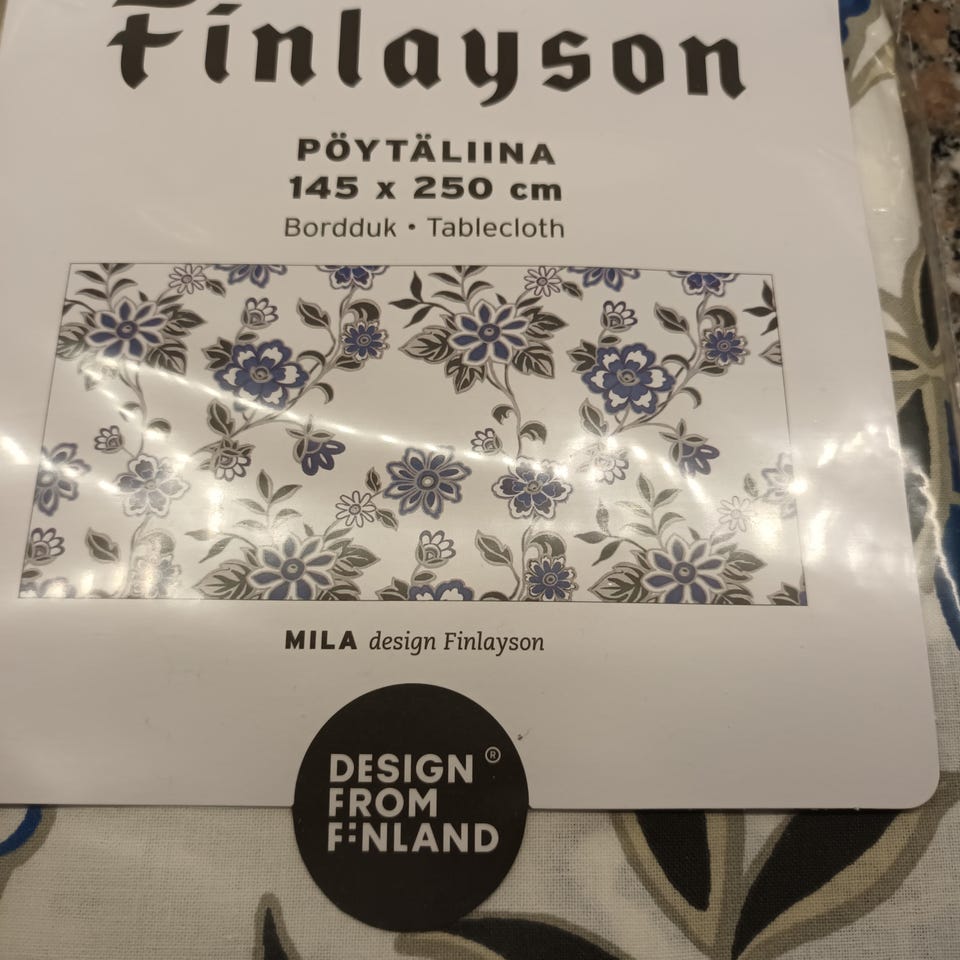 Finlayson
PÖYTÄLIINA
145 x 250 cm
Bordduk • Tablecloth
MILA design Finlayson
DESIGN ®
FROM
FINLAND